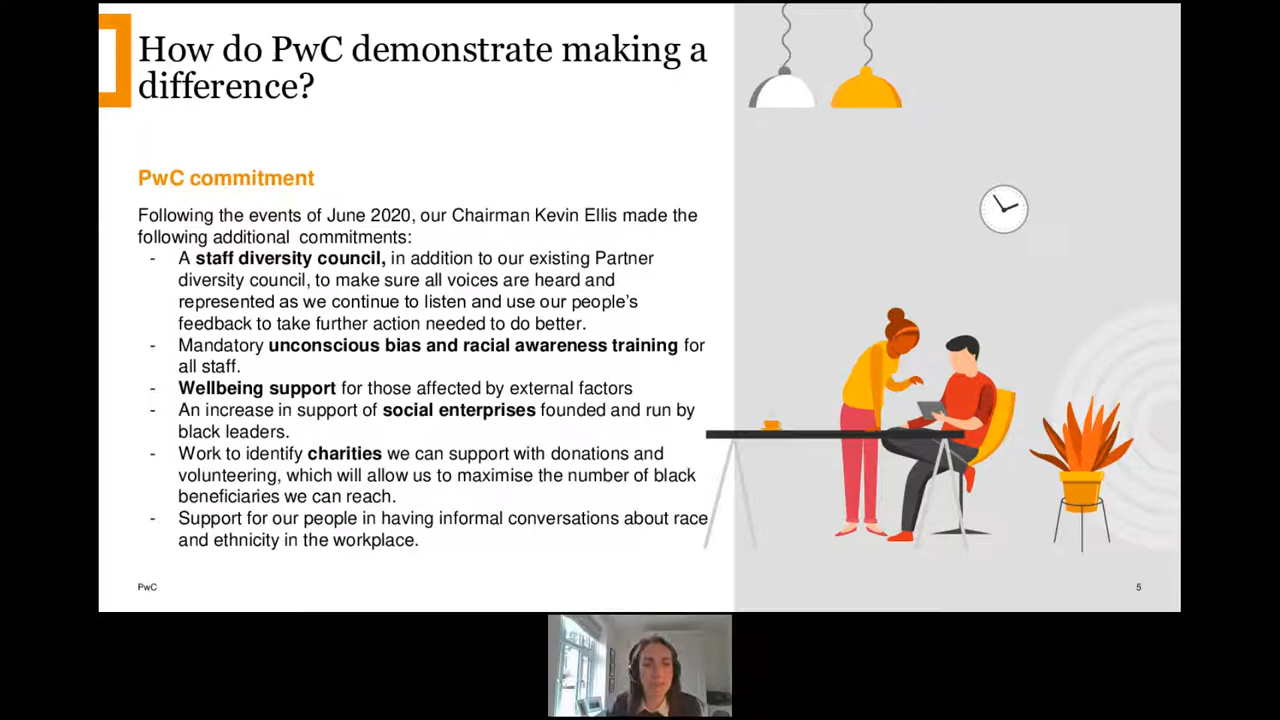 How do PwC demonstrate making a
difference?
PwC commitment
Following the events of June 2020, our Chairman Kevin Ellis made the
following additional  commitments:
- A staff diversity council, in addition to our existing Partner
diversity council, to make sure all voices are heard and
represented as we continue to listen and use our people's
feedback to take further action needed to do better.
- Mandatory unconscious bias and racial awareness training for
all staff.
- Wellbeing support for those affected by external factors
- An increase in support of social enterprises founded and run by
black leaders.
- Work to identify charities we can support with donations and
volunteering, which will allow us to maximise the number of black
beneficiaries we can reach.
- Support for our people in having informal conversations about race
and ethnicity in the workplace.
PwC
5